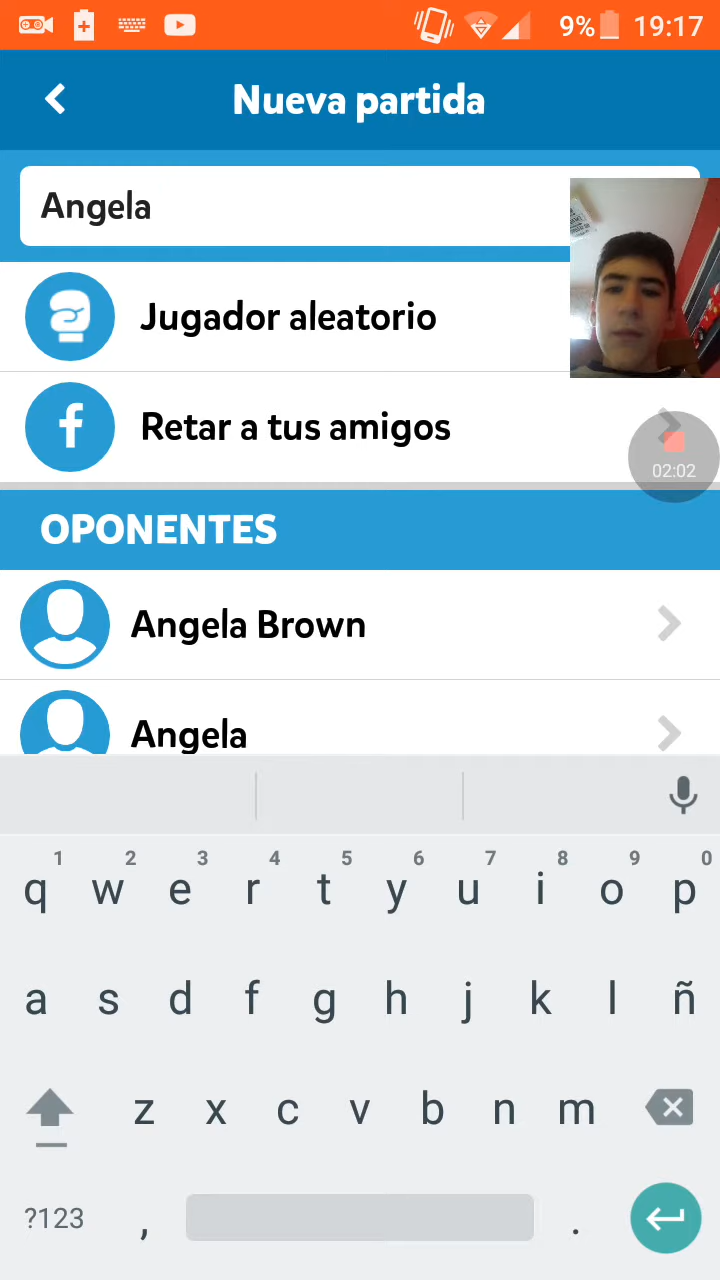 9% 19:17
Nueva partida
Angela
Jugador aleatorio
Retar a tus amigos
02:02
OPONENTES
Angela Brown
Angela
1 2 3 4 5 6 7 8 9 0
q w e r t y u i o p
a s d f g h j k l ñ
z x c v b n m
?123 , .